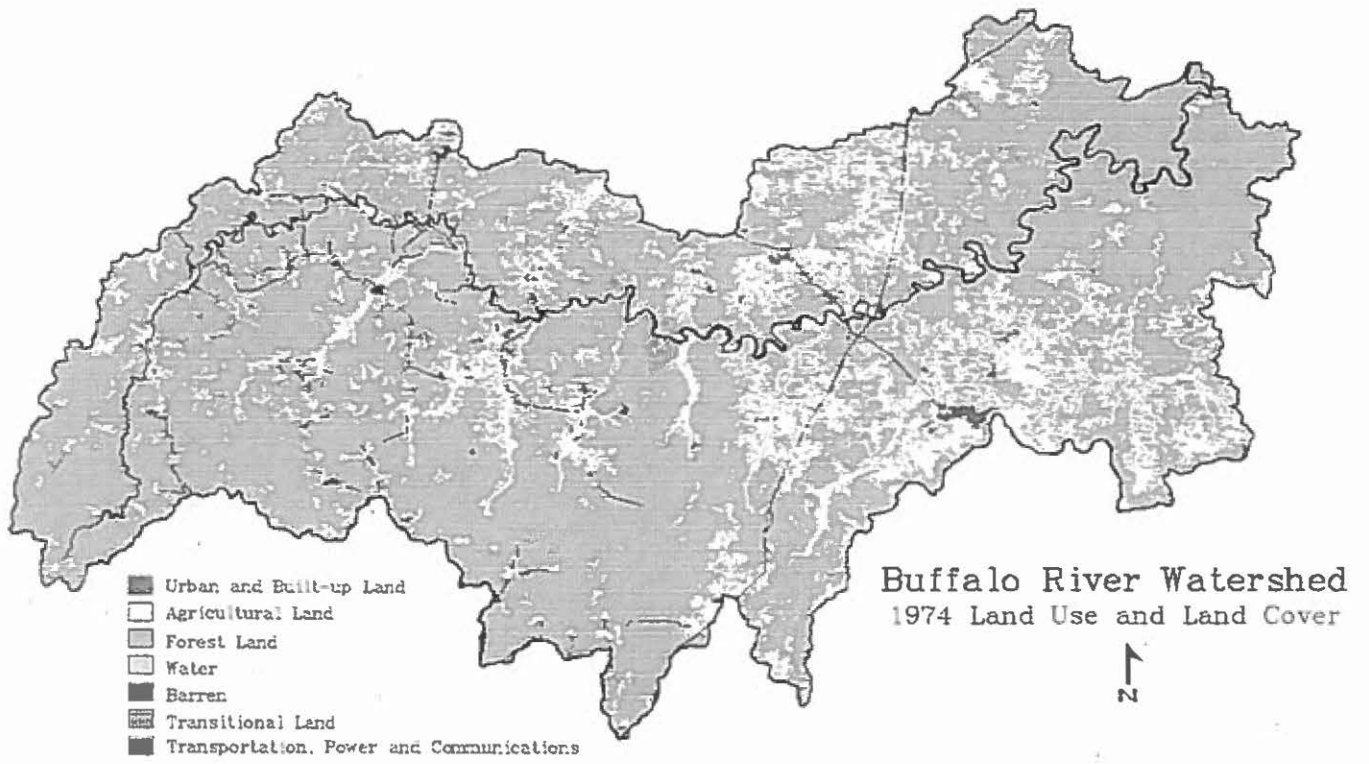 Buffalo River Watershed
1974 Land Use and Land Cover
N
Urban and Built-up Land
Agricultural Land
Forest Land
Water
Barren
Transitional Land
Transportation, Power and Communications